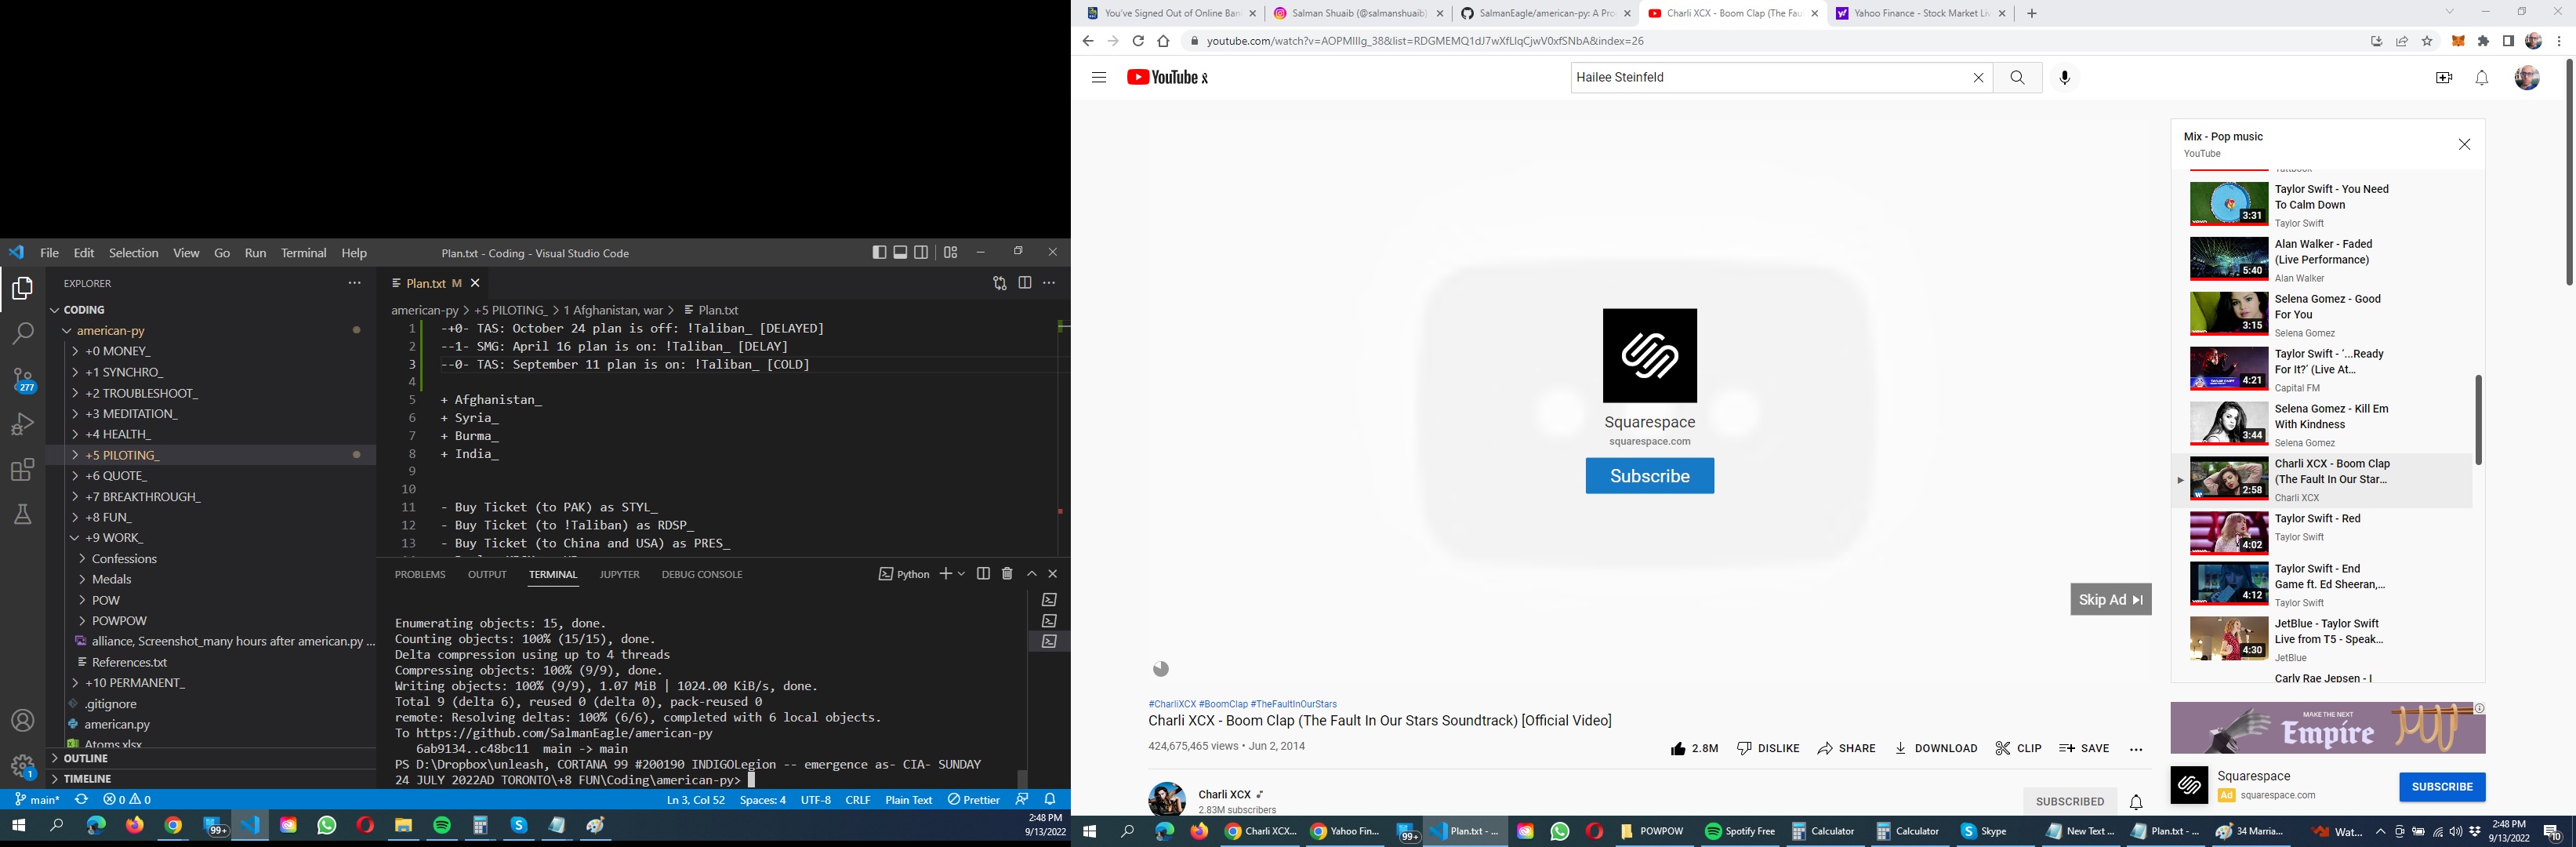 File Edit Selection View Go Run Terminal Help
Plan.txt - Coding - Visual Studio Code
EXPLORER
CODING
american-py
+0 MONEY_
+1 SYNCHRO_
+2 TROUBLESHOOT_
+3 MEDITATION_
+4 HEALTH_
+5 PILOTING_
+6 QUOTE_
+7 BREAKTHROUGH_
+8 FUN_
+9 WORK_
Confessions
Medals
POW
POWPOW
alliance, Screenshot_many hours after american.py ...
References.txt
+10 PERMANENT_
.gitignore
american.py
Atoms.xlsx
OUTLINE
TIMELINE
277
1
Plan.txt M
american-py > +5 PILOTING_ > 1 Afghanistan, war > Plan.txt
1 -+0- TAS: October 24 plan is off: !Taliban_ [DELAYED]
2 --1- SMG: April 16 plan is on: !Taliban_ [DELAY]
3 --0- TAS: September 11 plan is on: !Taliban_ [COLD]
4
5 + Afghanistan_
6 + Syria_
7 + Burma_
8 + India_
9
10
11 - Buy Ticket (to PAK) as STYL_
12 - Buy Ticket (to !Taliban) as RDSP_
13 - Buy Ticket (to China and USA) as PRES_
PROBLEMS OUTPUT TERMINAL JUPYTER DEBUG CONSOLE
Python
Enumerating objects: 15, done.
Counting objects: 100% (15/15), done.
Delta compression using up to 4 threads
Compressing objects: 100% (9/9), done.
Writing objects: 100% (9/9), 1.07 MiB | 1024.00 KiB/s, done.
Total 9 (delta 6), reused 0 (delta 0), pack-reused 0
remote: Resolving deltas: 100% (6/6), completed with 6 local objects.
To https://github.com/SalmanEagle/american-py
6ab9134..c48bc11 main -> main
PS D:\Dropbox\unleash, CORTANA 99 #200190 INDIGOLegion -- emergence as- CIA- SUNDAY
24 JULY 2022AD TORONTO\+8 FUN\Coding\american-py>
main* 0 0
Ln 3, Col 52 Spaces: 4 UTF-8 CRLF Plain Text Prettier
99+
2:48 PM
9/13/2022
You've Signed Out of Online Ban
Salman Shuaib (@salmanshuaib)
SalmanEagle/american-py: A Pro
Charli XCX - Boom Clap (The Fau
Yahoo Finance - Stock Market Li
youtube.com/watch?v=AOPMIIIg_38&list=RDGMEMQ1dJ7wXfLlqCjwV0xfSNbA&index=26
YouTube
Hailee Steinfeld
Squarespace
squarespace.com
Subscribe
Skip Ad
#CharliXCX #BoomClap #TheFaultInOurStars
Charli XCX - Boom Clap (The Fault In Our Stars Soundtrack) [Official Video]
424,675,465 views • Jun 2, 2014
2.8M DISLIKE SHARE DOWNLOAD CLIP SAVE
Charli XCX
2.83M subscribers
SUBSCRIBED
Mix - Pop music
YouTube
Taylor Swift - You Need
To Calm Down
Taylor Swift
3:31
Alan Walker - Faded
(Live Performance)
Alan Walker
5:40
Selena Gomez - Good
For You
Selena Gomez
3:15
Taylor Swift - '...Ready
For It?' (Live At...
Capital FM
4:21
Selena Gomez - Kill Em
With Kindness
Selena Gomez
3:44
Charli XCX - Boom Clap
(The Fault In Our Star...
Charli XCX
2:58
Taylor Swift - Red
Taylor Swift
4:02
Taylor Swift - End
Game ft. Ed Sheeran,...
Taylor Swift
4:12
JetBlue - Taylor Swift
Live from T5 - Speak...
JetBlue
4:30
Carly Rae Jepsen - I
MAKE THE NEXT
Empire
Squarespace
Ad squarespace.com
SUBSCRIBE
Charli XCX... Yahoo Fin... 99+ Plan.txt - ... POWPOW Spotify Free Calculator Calculator Skype New Text ... Plan.txt - ... 34 Marria... Wat...
2:48 PM
9/13/2022
10